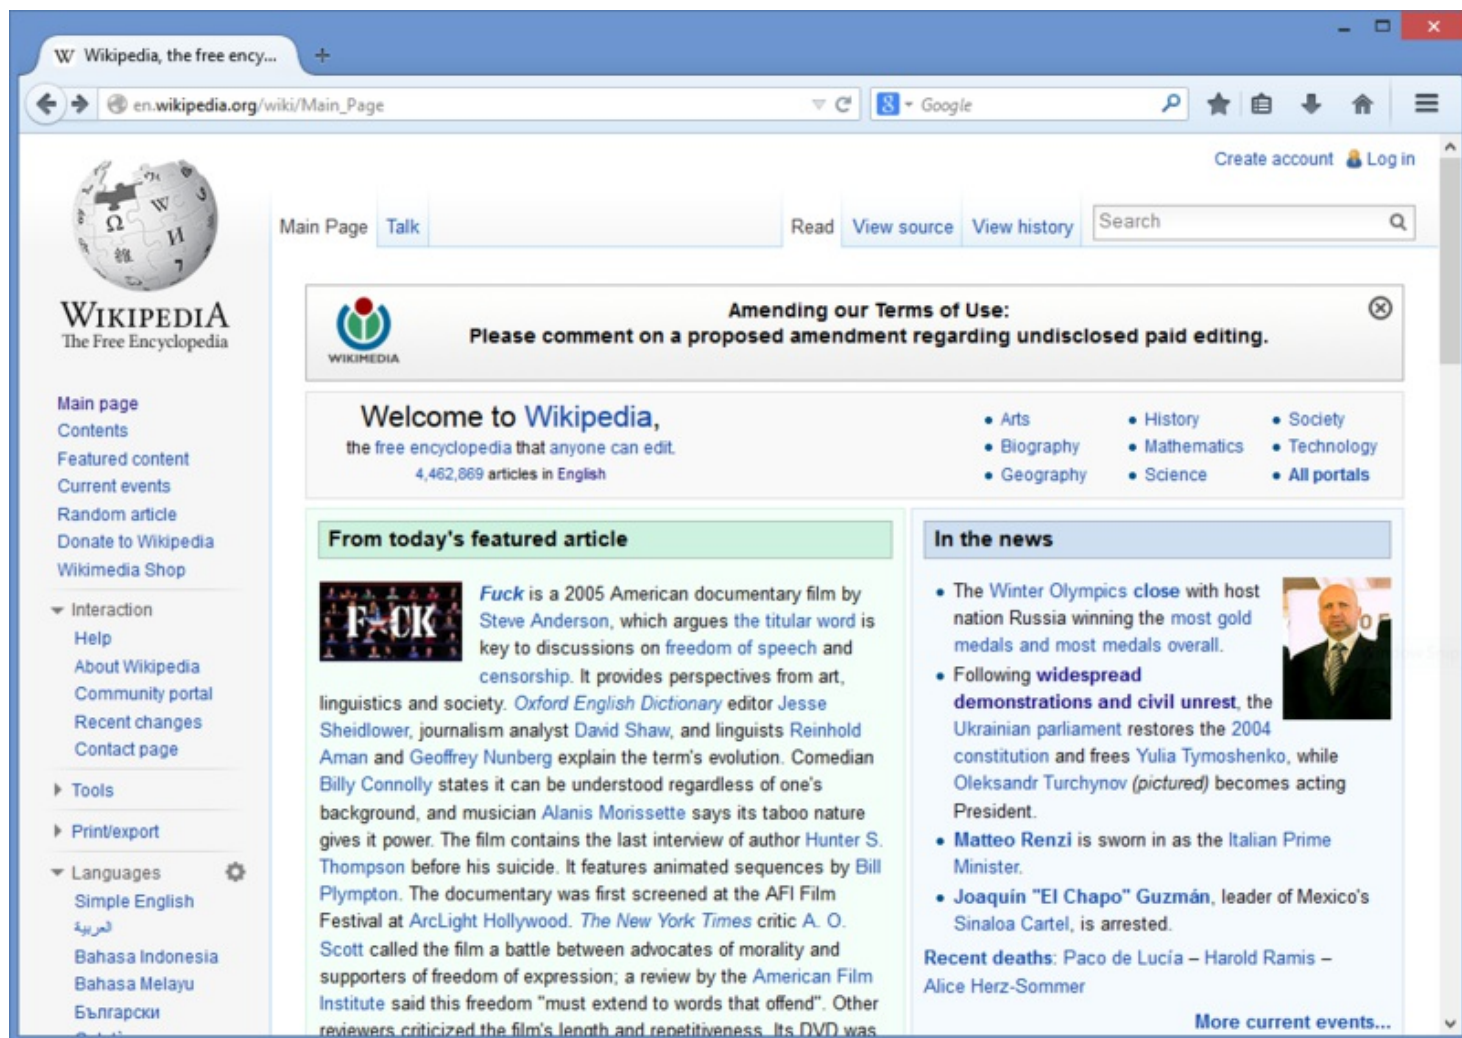 Wikipedia, the free ency...
en.wikipedia.org/wiki/Main_Page
Google
Create account Log in
Main Page Talk
Read View source View history
Search
WIKIPEDIA
The Free Encyclopedia
Main page
Contents
Featured content
Current events
Random article
Donate to Wikipedia
Wikimedia Shop
Interaction
Help
About Wikipedia
Community portal
Recent changes
Contact page
Tools
Print/export
Languages
Simple English
العربية
Bahasa Indonesia
Bahasa Melayu
Български
WIKIMEDIA
Amending our Terms of Use:
Please comment on a proposed amendment regarding undisclosed paid editing.
Welcome to Wikipedia,
the free encyclopedia that anyone can edit.
4,462,869 articles in English
Arts
Biography
Geography
History
Mathematics
Science
Society
Technology
All portals
From today's featured article
F★CK
Fuck is a 2005 American documentary film by
Steve Anderson, which argues the titular word is
key to discussions on freedom of speech and
censorship. It provides perspectives from art,
linguistics and society. Oxford English Dictionary editor Jesse
Sheidlower, journalism analyst David Shaw, and linguists Reinhold
Aman and Geoffrey Nunberg explain the term's evolution. Comedian
Billy Connolly states it can be understood regardless of one's
background, and musician Alanis Morissette says its taboo nature
gives it power. The film contains the last interview of author Hunter S.
Thompson before his suicide. It features animated sequences by Bill
Plympton. The documentary was first screened at the AFI Film
Festival at ArcLight Hollywood. The New York Times critic A. O.
Scott called the film a battle between advocates of morality and
supporters of freedom of expression; a review by the American Film
Institute said this freedom "must extend to words that offend". Other
reviewers criticized the film's length and repetitiveness. Its DVD was
In the news
The Winter Olympics close with host
nation Russia winning the most gold
medals and most medals overall.
Following widespread
demonstrations and civil unrest, the
Ukrainian parliament restores the 2004
constitution and frees Yulia Tymoshenko, while
Oleksandr Turchynov (pictured) becomes acting
President.
Matteo Renzi is sworn in as the Italian Prime
Minister.
Joaquín "El Chapo" Guzmán, leader of Mexico's
Sinaloa Cartel, is arrested.
Recent deaths: Paco de Lucía – Harold Ramis –
Alice Herz-Sommer
More current events...